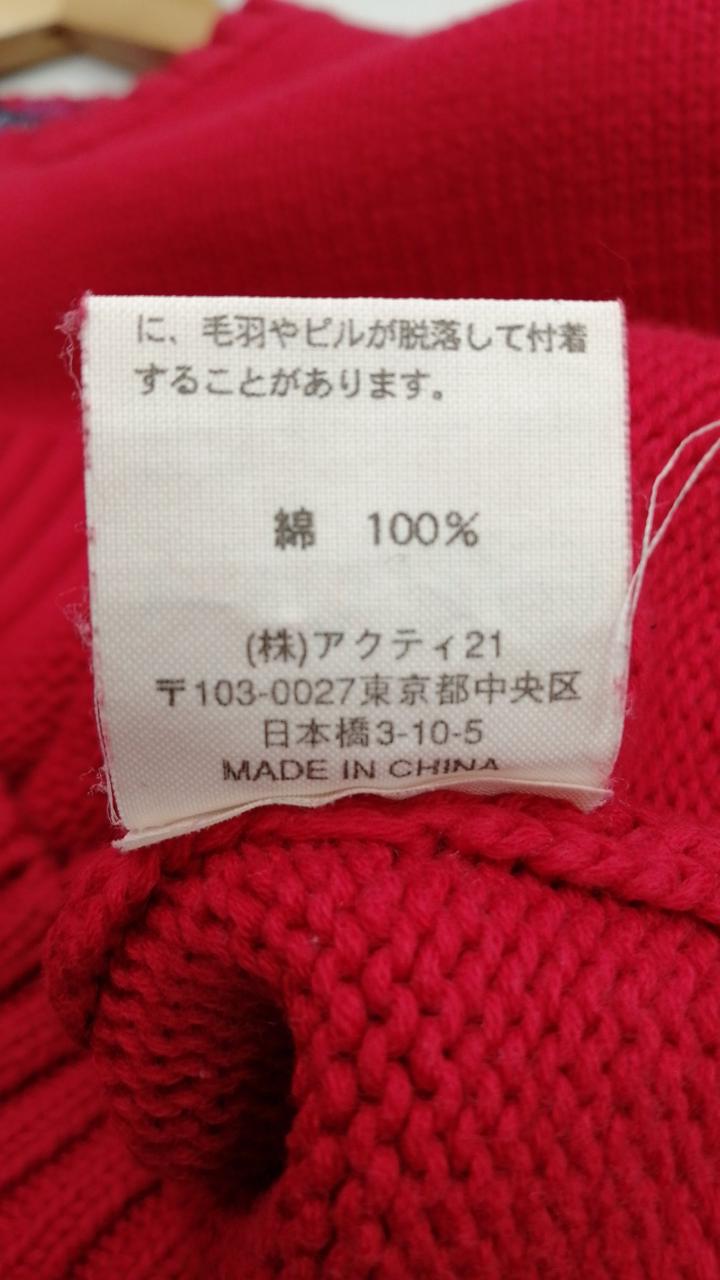 に、毛羽やピルが脱落して付着
することがあります。
綿　100%
(株)アクティ21
〒103-0027東京都中央区
日本橋3-10-5
MADE IN CHINA